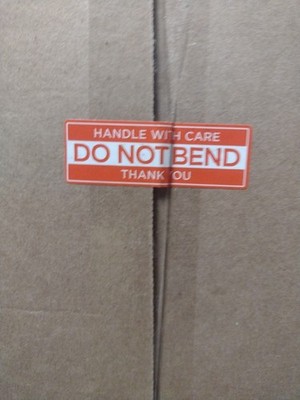 HANDLE WITH CARE
DO NOT BEND
THANK YOU